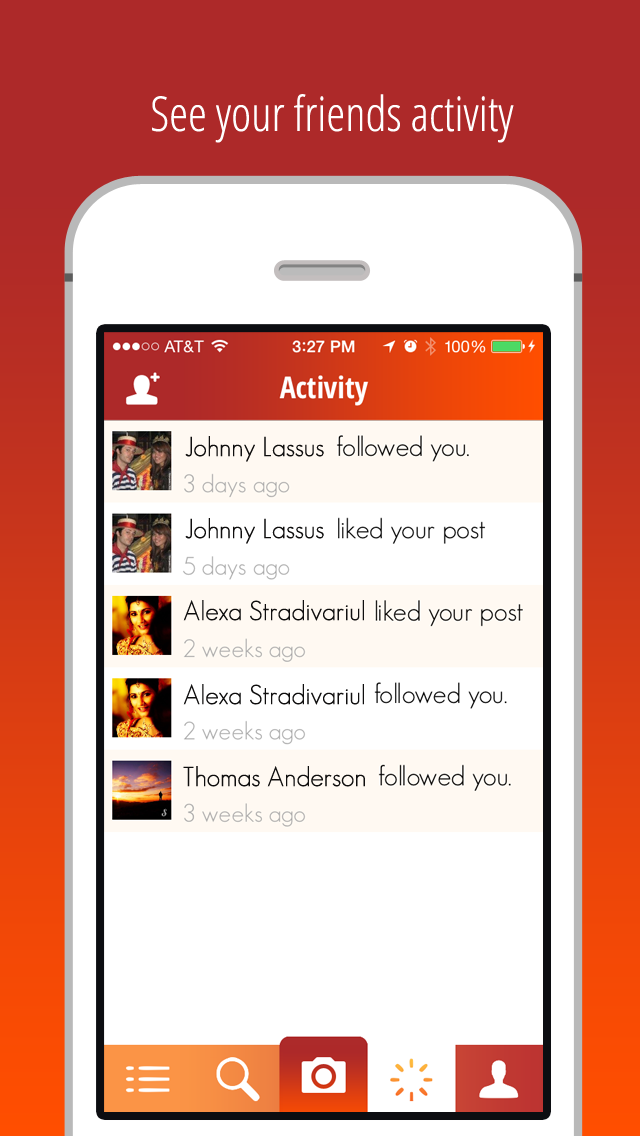 See your friends activity
AT&T 3:27 PM 100%
Activity
Johnny Lassus followed you.
3 days ago
Johnny Lassus liked your post
5 days ago
Alexa Stradivariul liked your post
2 weeks ago
Alexa Stradivariul followed you.
2 weeks ago
Thomas Anderson followed you.
3 weeks ago